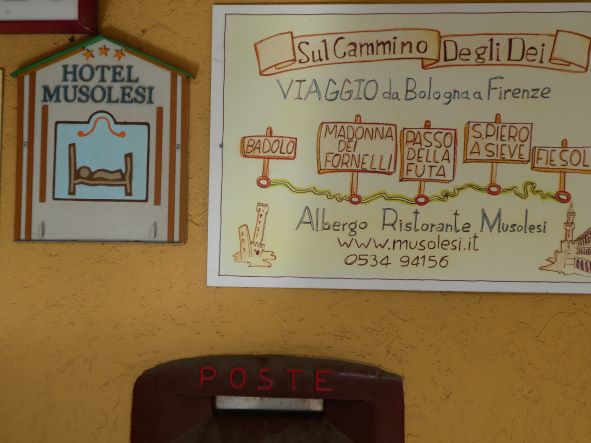 HOTEL
MUSOLESI
Sul Cammino Degli Dei
VIAGGIO da Bologna a Firenze
BADOLO
MADONNA
DEI
FORNELLI
PASSO
DELLA
FUTA
S.PIERO
A SIEVE
FIESOL
Albergo Ristorante Musolesi
www.musolesi.it
0534 94156
POSTE